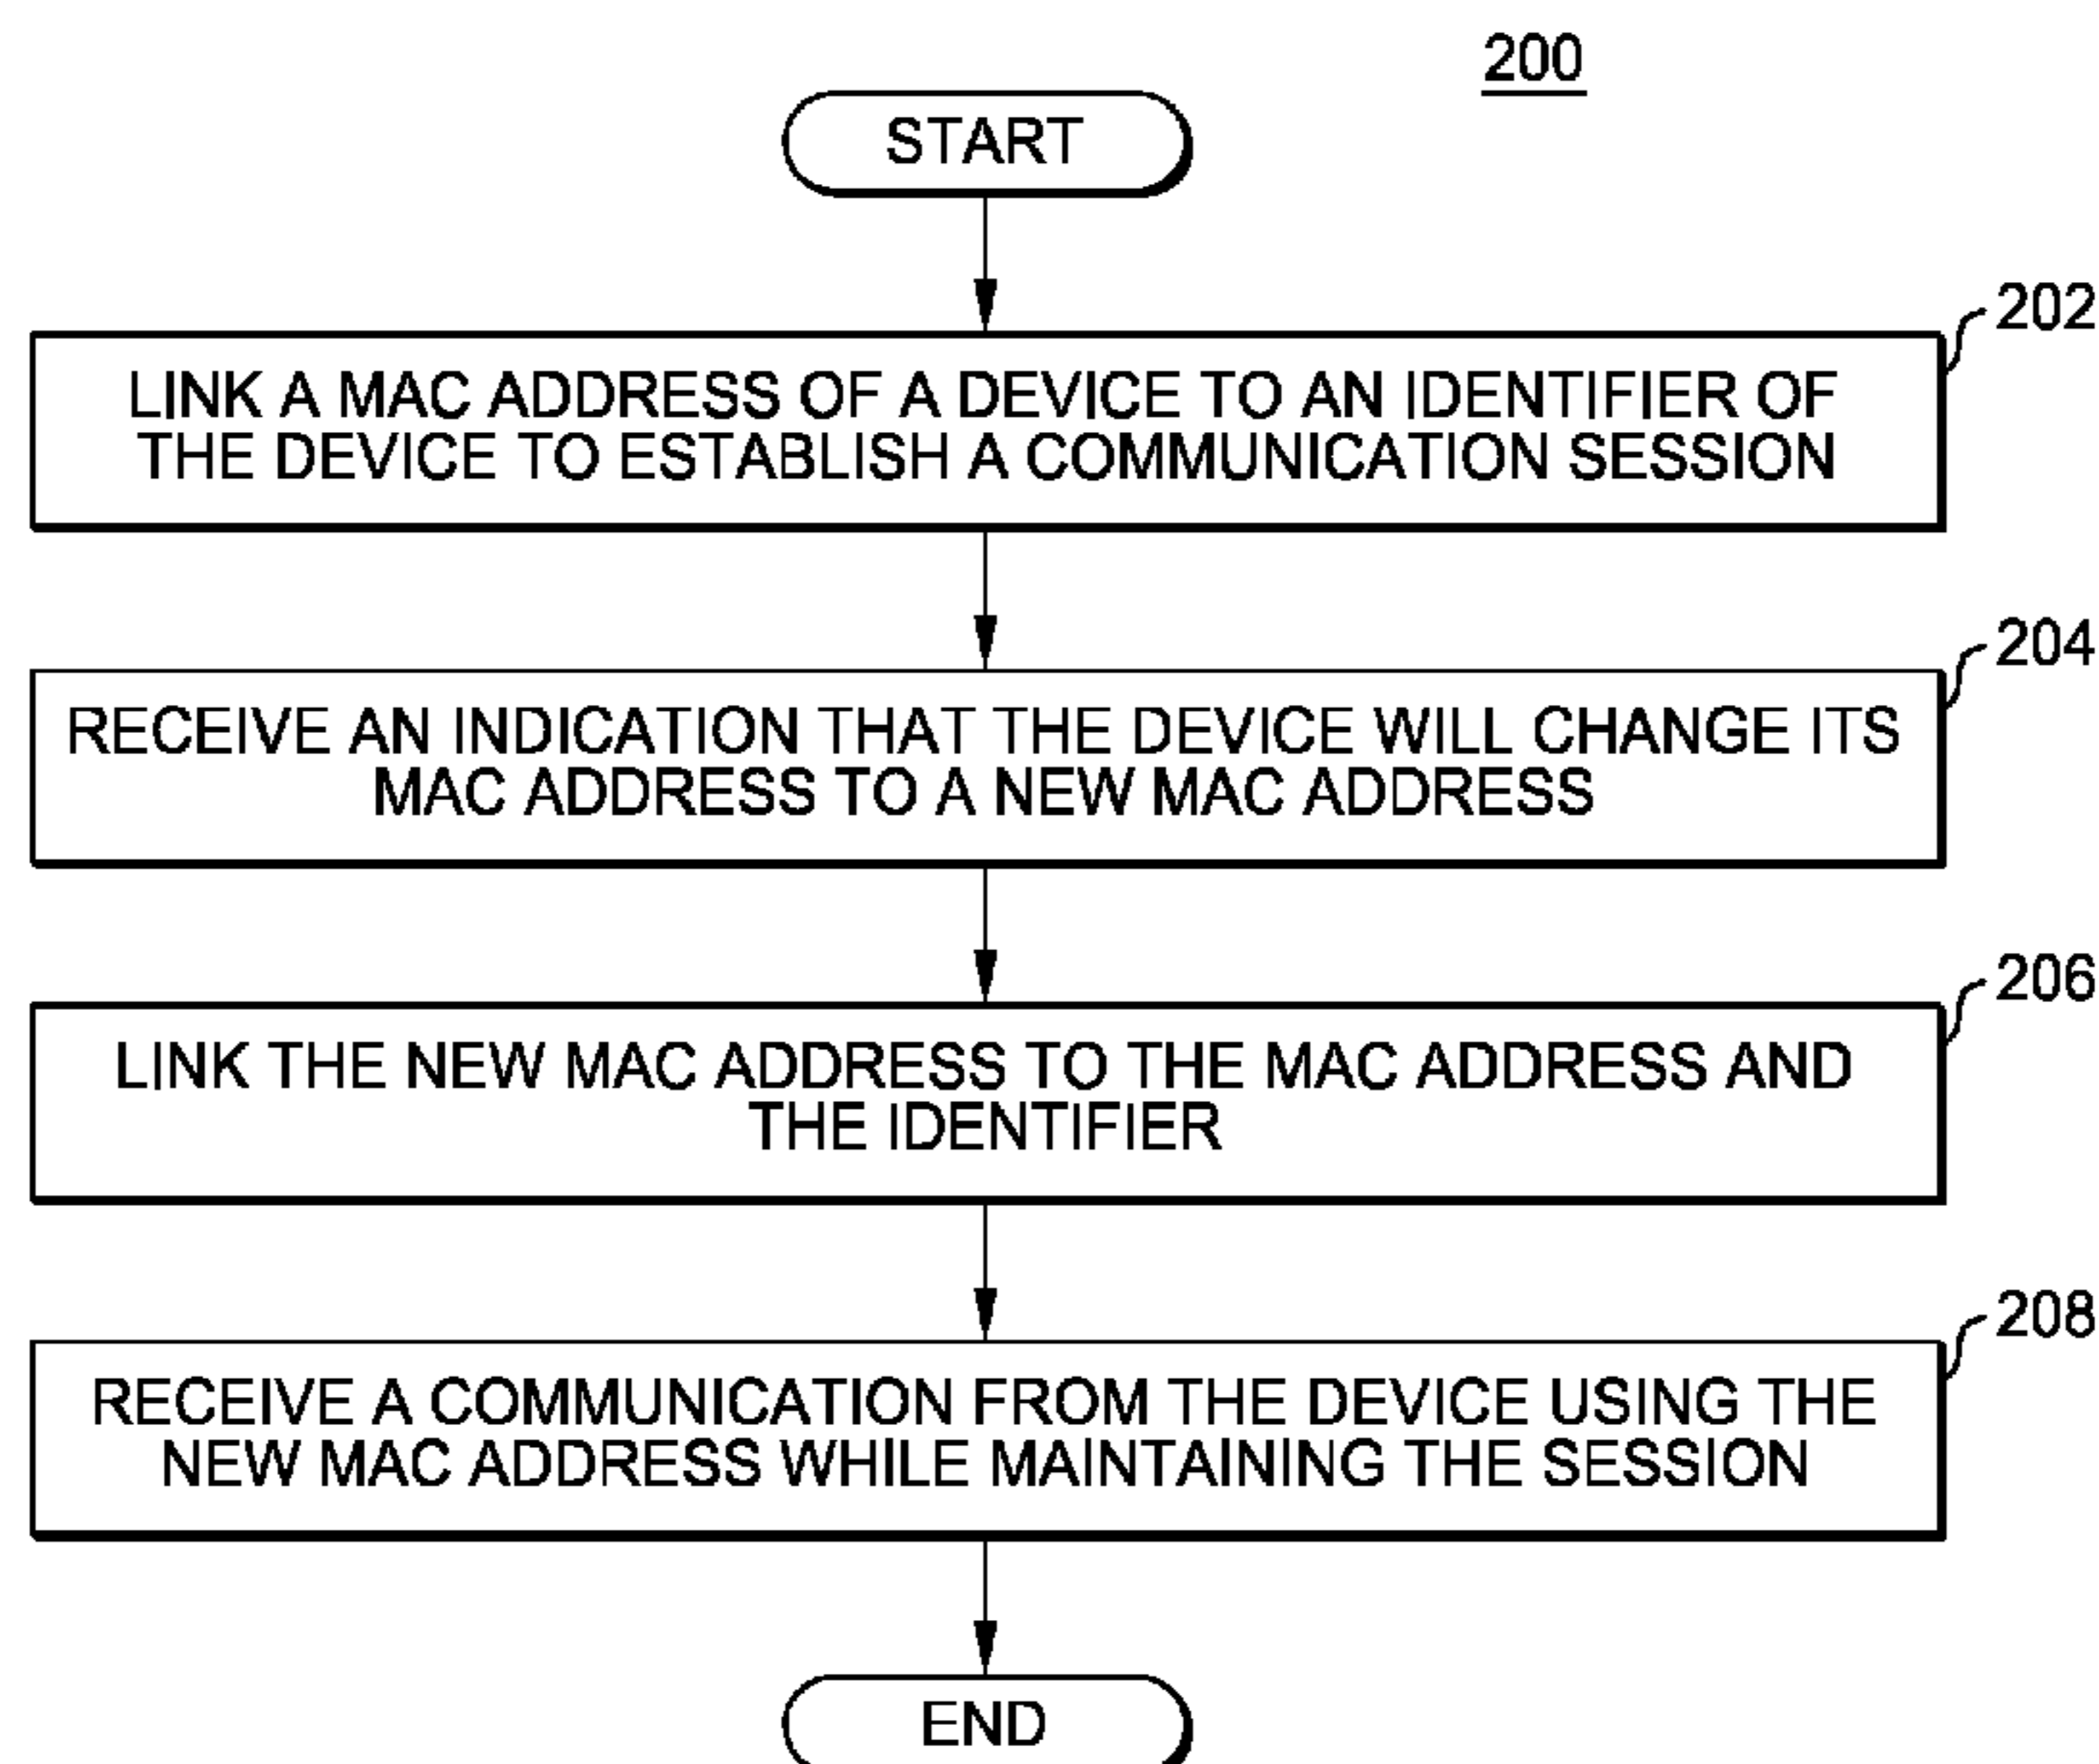 200
START
202
LINK A MAC ADDRESS OF A DEVICE TO AN IDENTIFIER OF
THE DEVICE TO ESTABLISH A COMMUNICATION SESSION
204
RECEIVE AN INDICATION THAT THE DEVICE WILL CHANGE ITS
MAC ADDRESS TO A NEW MAC ADDRESS
206
LINK THE NEW MAC ADDRESS TO THE MAC ADDRESS AND
THE IDENTIFIER
208
RECEIVE A COMMUNICATION FROM THE DEVICE USING THE
NEW MAC ADDRESS WHILE MAINTAINING THE SESSION
END